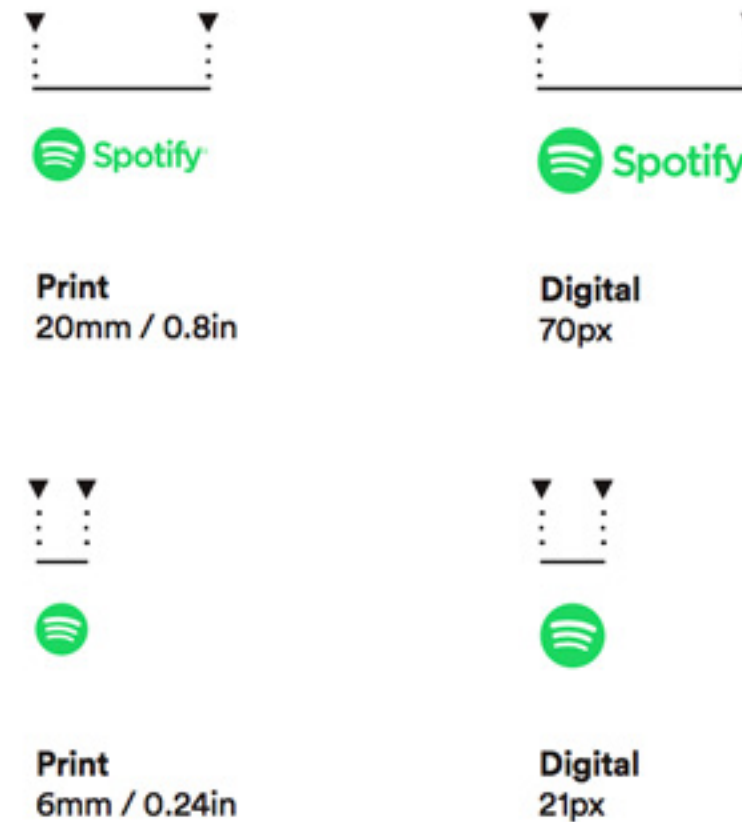 Spotify
Spotify
Print
20mm / 0.8in
Digital
70px
Print
6mm / 0.24in
Digital
21px